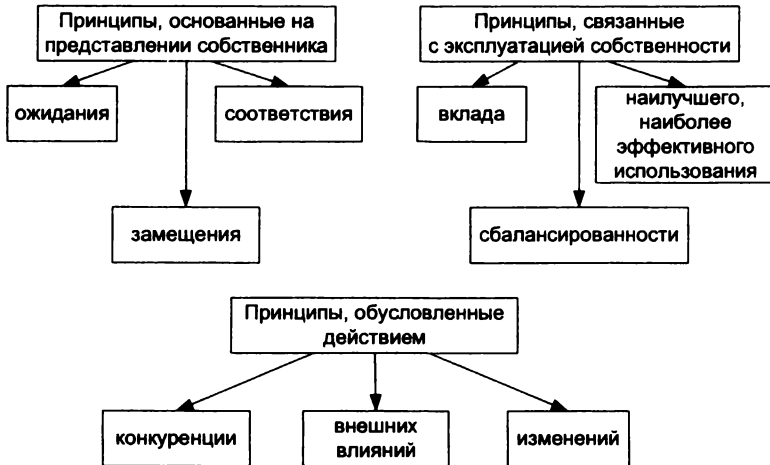 Принципы, основанные на
представлении собственника
ожидания
соответствия
замещения
Принципы, связанные
с эксплуатацией собственности
вклада
наилучшего,
наиболее
эффективного
использования
сбалансированности
Принципы, обусловленные
действием
конкуренции
внешних
влияний
изменений